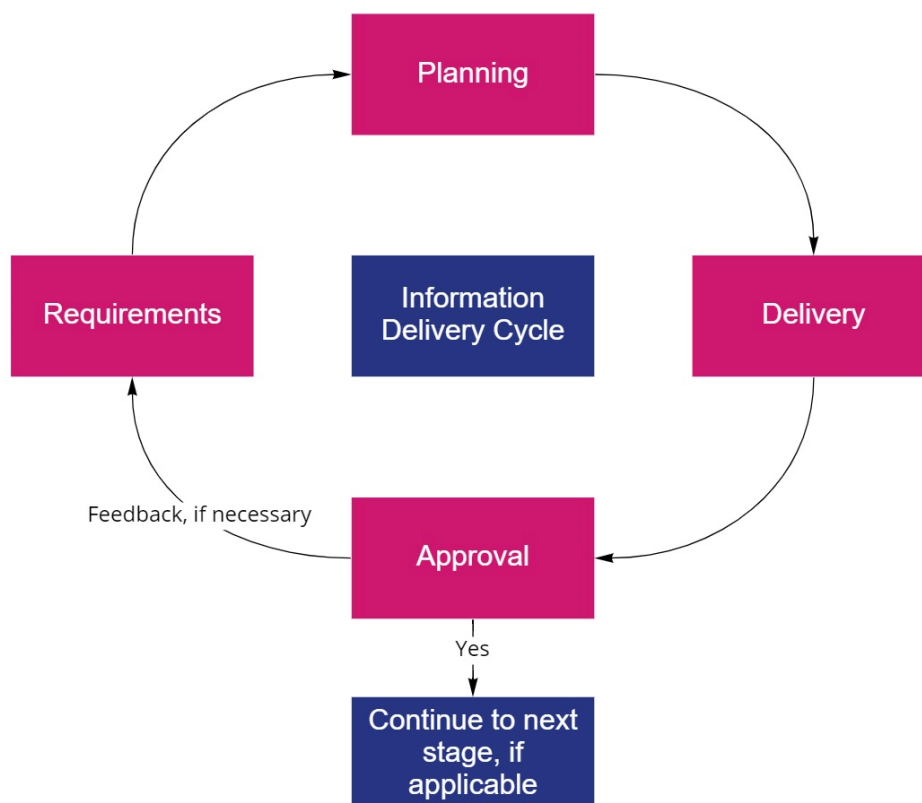 Planning
Requirements
Information
Delivery Cycle
Delivery
Feedback, if necessary
Approval
Yes
Continue to next
stage, if
applicable